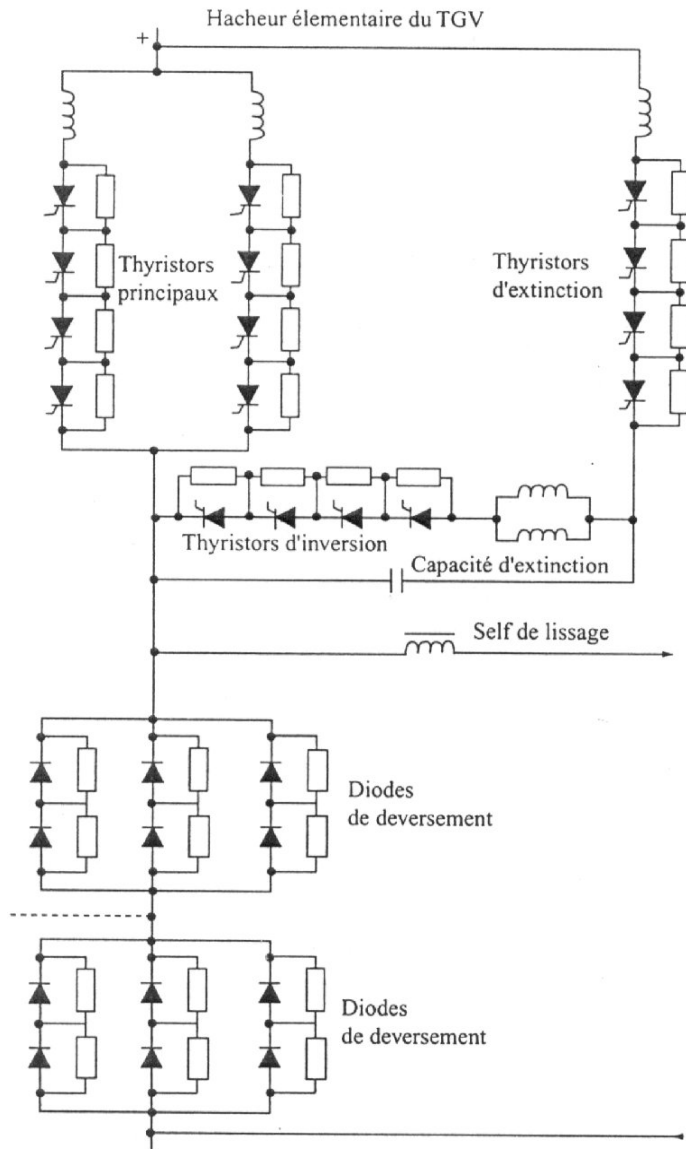 Hacheur élementaire du TGV
+
Thyristors
principaux
Thyristors
d'extinction
Thyristors d'inversion
Capacité d'extinction
Self de lissage
Diodes
de deversement
Diodes
de deversement